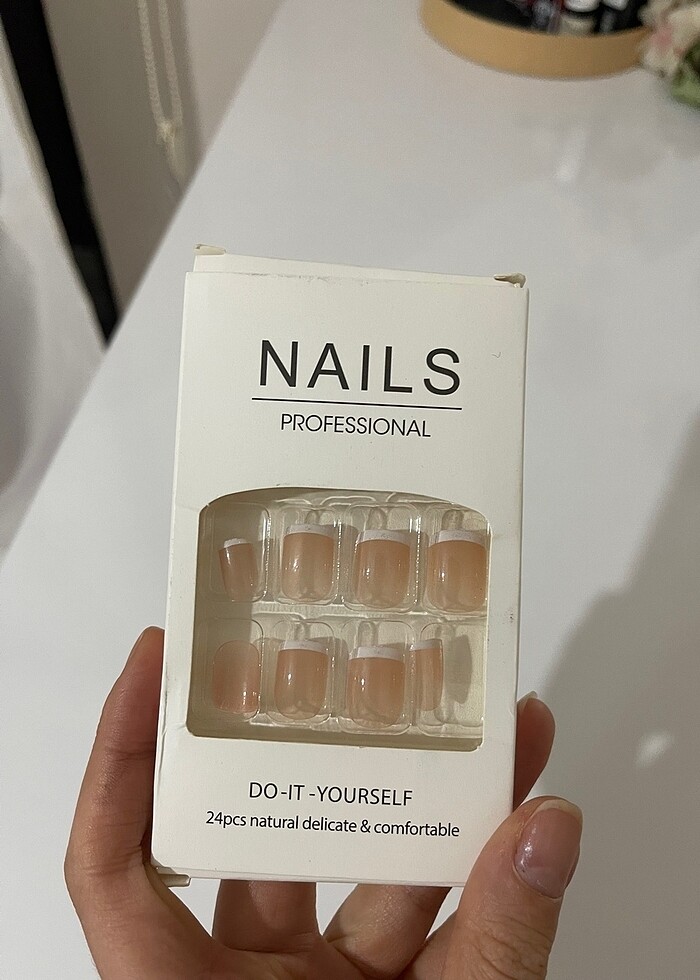 NAILS
PROFESSIONAL
DO-IT -YOURSELF
24pcs natural delicate & comfortable